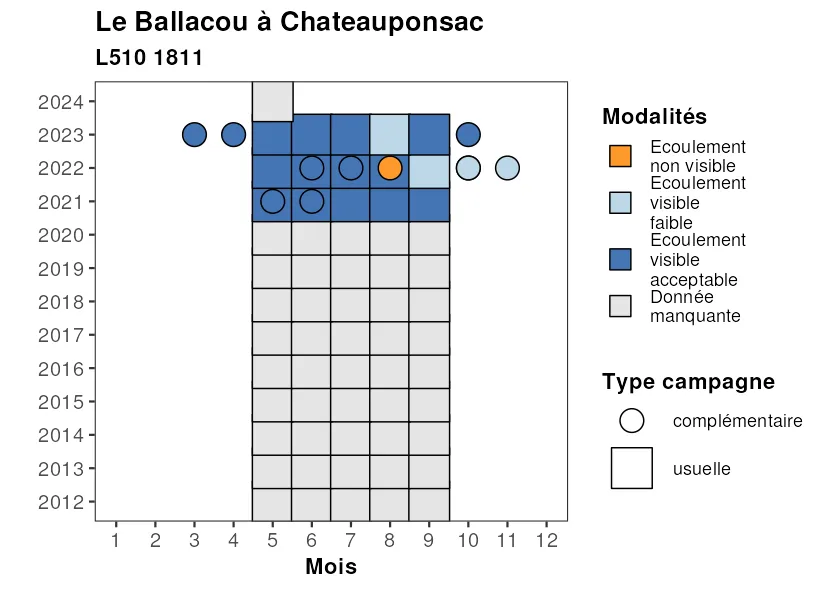 Le Ballacou à Chateauponsac
L510 1811
2024
2023
2022
2021
2020
2019
2018
2017
2016
2015
2014
2013
2012
1 2 3 4 5 6 7 8 9 10 11 12
Mois
Modalités
Ecoulement
non visible
Ecoulement
visible
faible
Ecoulement
visible
acceptable
Donnée
manquante
Type campagne
complémentaire
usuelle